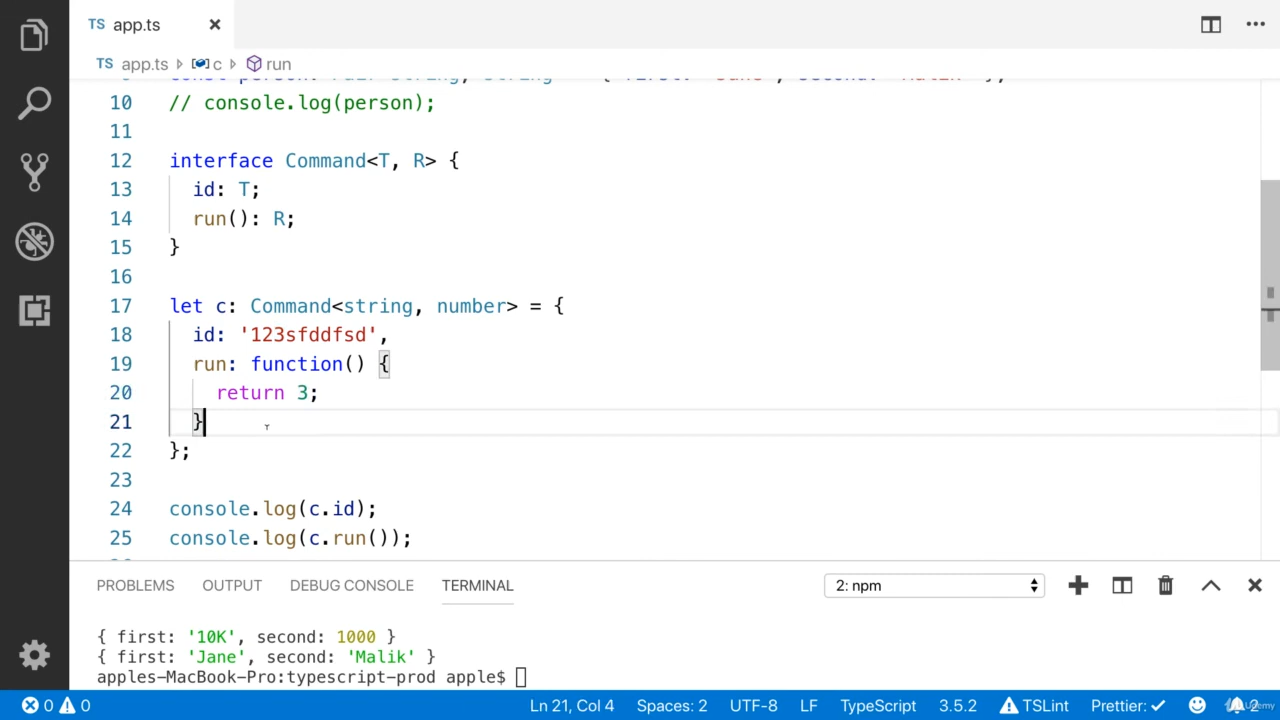 TS app.ts
TS app.ts c run
10 // console.log(person);
11
12 interface Command<T, R> {
13 id: T;
14 run(): R;
15 }
16
17 let c: Command<string, number> = {
18 id: '123sfddfsd',
19 run: function() {
20 return 3;
21 }
22 };
23
24 console.log(c.id);
25 console.log(c.run());
PROBLEMS OUTPUT DEBUG CONSOLE TERMINAL 2: npm
{ first: '10K', second: 1000 }
{ first: 'Jane', second: 'Malik' }
apples-MacBook-Pro:typescript-prod apple$
0 0 Ln 21, Col 4 Spaces: 2 UTF-8 LF TypeScript 3.5.2 TSLint Prettier: 2